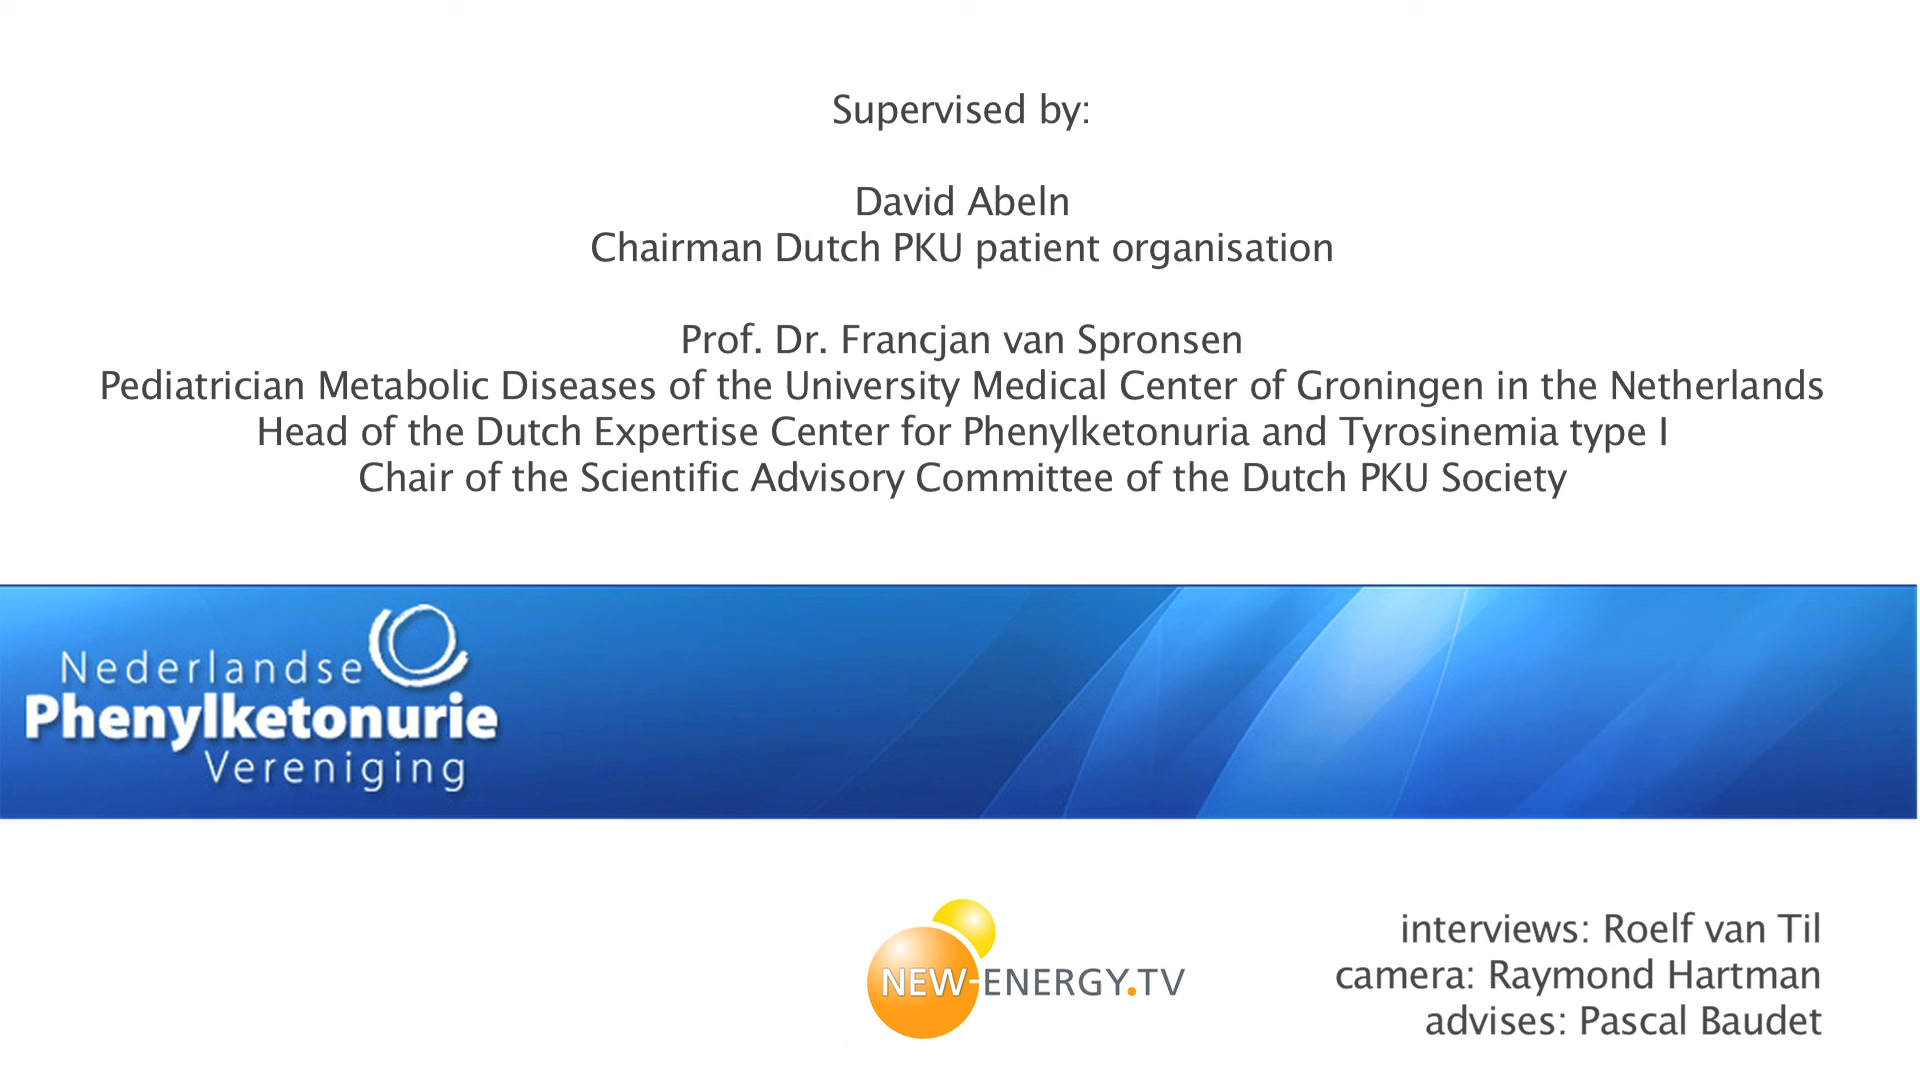 Supervised by:
David Abeln
Chairman Dutch PKU patient organisation
Prof. Dr. Francjan van Spronsen
Pediatrician Metabolic Diseases of the University Medical Center of Groningen in the Netherlands
Head of the Dutch Expertise Center for Phenylketonuria and Tyrosinemia type I
Chair of the Scientific Advisory Committee of the Dutch PKU Society
Nederlandse
Phenylketonurie
Vereniging
NEW-ENERGY.TV
interviews: Roelf van Til
camera: Raymond Hartman
advises: Pascal Baudet